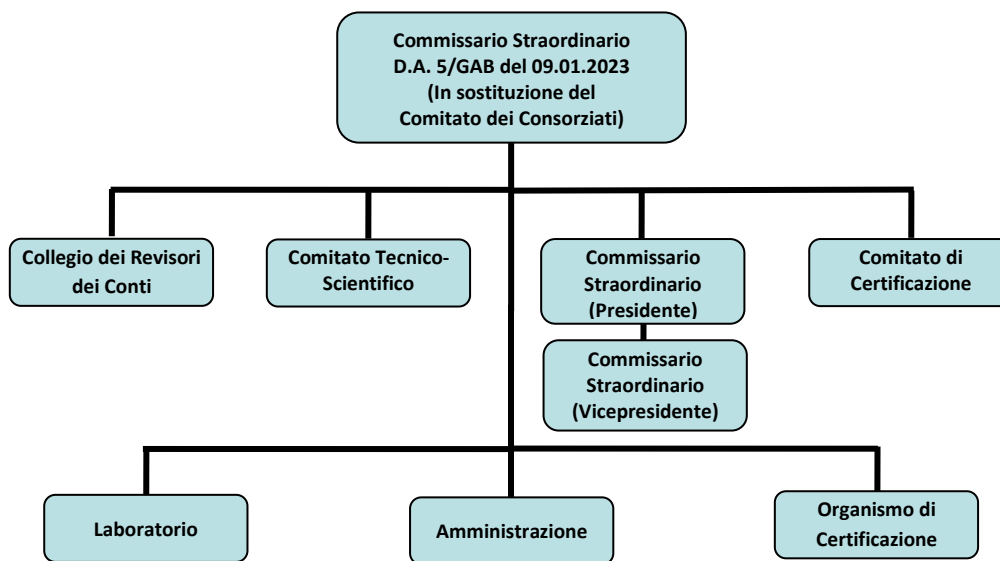 Commissario Straordinario
D.A. 5/GAB del 09.01.2023
(In sostituzione del
Comitato dei Consorziati)
Collegio dei Revisori
dei Conti
Comitato Tecnico-
Scientifico
Commissario
Straordinario
(Presidente)
Comitato di
Certificazione
Commissario
Straordinario
(Vicepresidente)
Laboratorio
Amministrazione
Organismo di
Certificazione